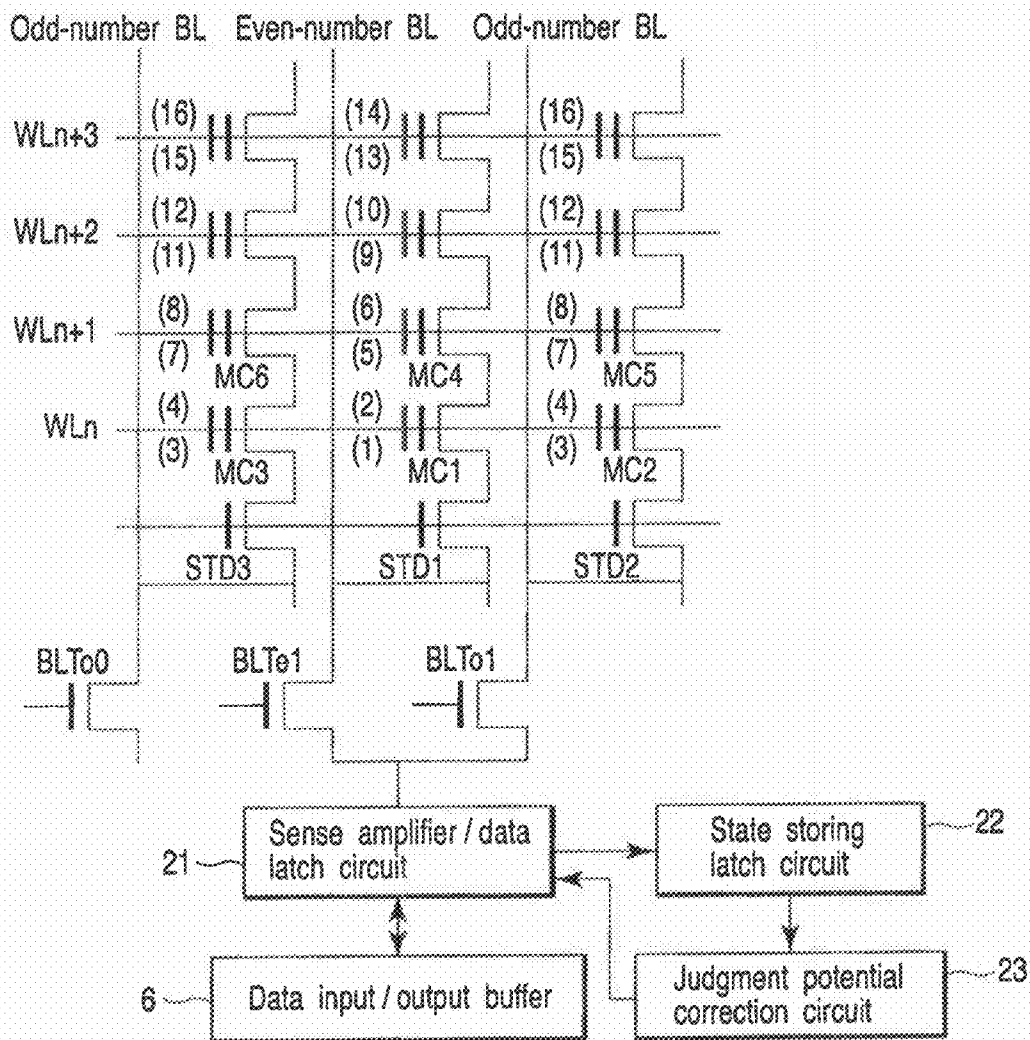 Odd-number BL Even-number BL Odd-number BL
(16) (14) (16)
WLn+3
(15) (13) (15)
(12) (10) (12)
WLn+2
(11) (9) (11)
(8) (6) (8)
WLn+1
(7) (5) (7)
MC6 MC4 MC5
(4) (2) (4)
WLn
(3) (1) (3)
MC3 MC1 MC2
STD3 STD1 STD2
BLTo0 BLTe1 BLTo1
Sense amplifier / data
latch circuit
21
State storing
latch circuit
22
Data input / output buffer
6
Judgment potential
correction circuit
23